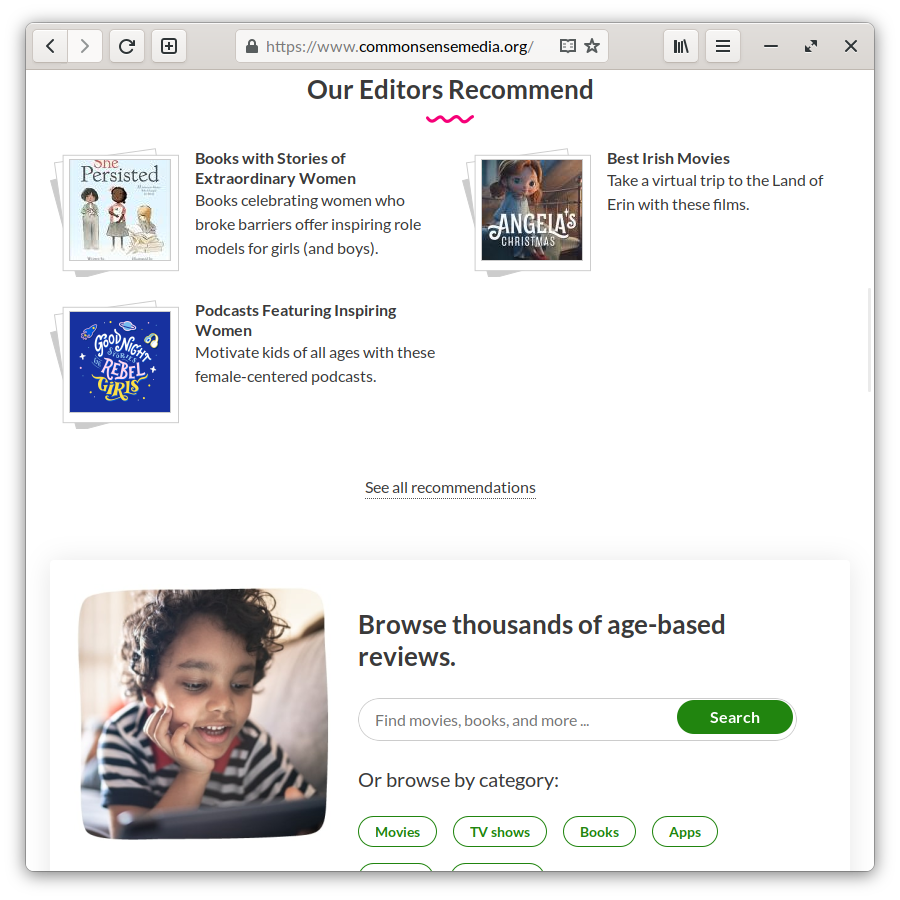 https://www.commonsensemedia.org/
Our Editors Recommend
She
Persisted
Books with Stories of
Extraordinary Women
Books celebrating women who
broke barriers offer inspiring role
models for girls (and boys).
ANGELA'S
CHRISTMAS
Best Irish Movies
Take a virtual trip to the Land of
Erin with these films.
GOOD NIGHT
STORIES
REBEL
GIRLS
Podcasts Featuring Inspiring
Women
Motivate kids of all ages with these
female-centered podcasts.
See all recommendations
Browse thousands of age-based
reviews.
Find movies, books, and more ...
Search
Or browse by category:
Movies
TV shows
Books
Apps